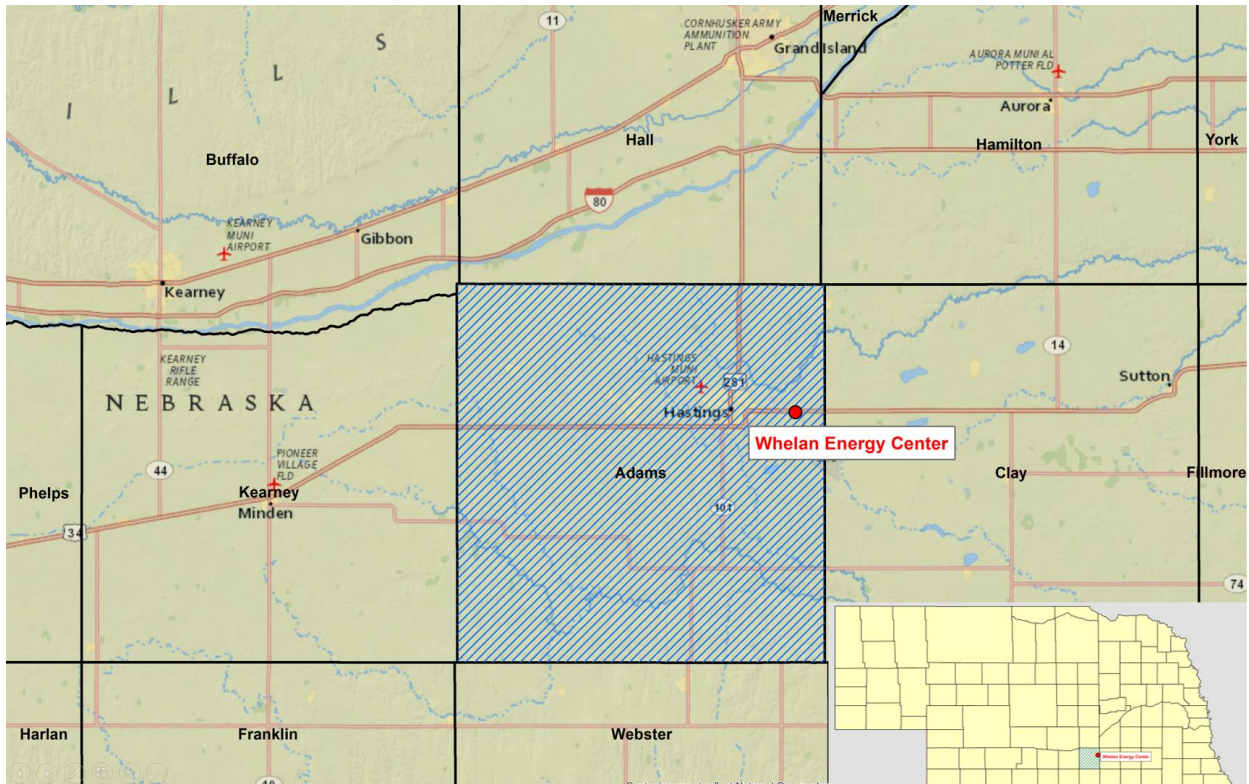 11
CORNHUSKER ARMY
AMMUNITION
PLANT
Grand Island
Merrick
AURORA MUNI AL
POTTER FLD
Aurora
S
L
L
I
Hall
Hamilton
York
Buffalo
80
KEARNEY
MUNI
AIRPORT
Gibbon
Kearney
KEARNEY
RIFLE
RANGE
NEBRASKA
HASTINGS
MUNI
AIRPORT
281
Hastings
14
Sutton
Whelan Energy Center
44
PIONEER
VILLAGE
FLD
Kearney
Minden
Phelps
34
Adams
101
Clay
Fillmore
74
Harlan
Franklin
Webster
Whelan Energy Center